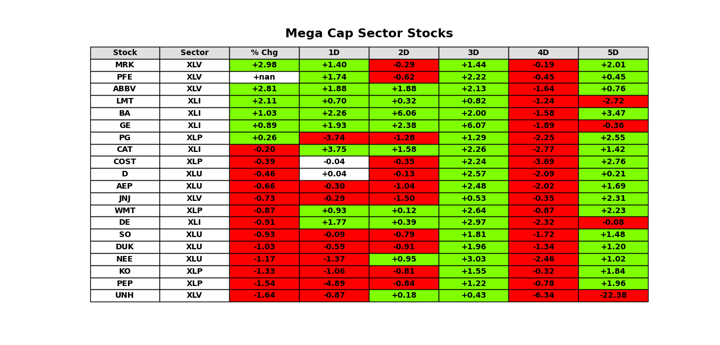 Mega Cap Sector Stocks
Stock Sector % Chg 1D 2D 3D 4D 5D
MRK XLV +2.98 +1.40 -0.29 +1.44 -0.19 +2.01
PFE XLV +nan +1.74 -0.62 +2.22 -0.45 +0.45
ABBV XLV +2.81 +1.88 +1.88 +2.13 -1.64 +0.76
LMT XLI +2.11 +0.70 +0.32 +0.82 -1.24 -2.72
BA XLI +1.03 +2.26 +6.06 +2.00 -1.58 +3.47
GE XLI +0.89 +1.93 +2.38 +6.07 -1.89 -0.36
PG XLP +0.26 -3.74 -1.28 +1.29 -2.25 +2.55
CAT XLI -0.20 +3.75 +1.58 +2.26 -2.77 +1.42
COST XLP -0.39 -0.04 -0.35 +2.24 -3.69 +2.76
D XLU -0.46 +0.04 -0.13 +2.57 -2.09 +0.21
AEP XLU -0.66 -0.30 -1.04 +2.48 -2.02 +1.69
JNJ XLV -0.73 -0.29 -1.50 +0.53 -0.35 +2.31
WMT XLP -0.87 +0.93 +0.12 +2.64 -0.87 +2.23
DE XLI -0.91 +1.77 +0.39 +2.97 -2.32 -0.08
SO XLU -0.93 -0.09 -0.79 +1.81 -1.72 +1.48
DUK XLU -1.03 -0.59 -0.91 +1.96 -1.34 +1.20
NEE XLU -1.17 -1.37 +0.95 +3.03 -2.46 +1.02
KO XLP -1.33 -1.06 -0.81 +1.55 -0.32 +1.84
PEP XLP -1.54 -4.89 -0.84 +1.22 -0.78 +1.96
UNH XLV -1.64 -0.87 +0.18 +0.43 -6.34 -22.38